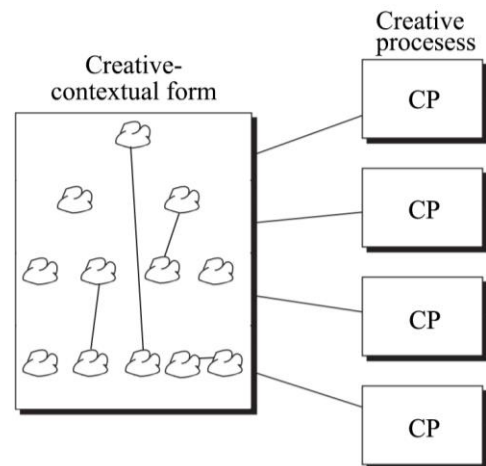 Creative-
contextual form
Creative
procesess
CP
CP
CP
CP